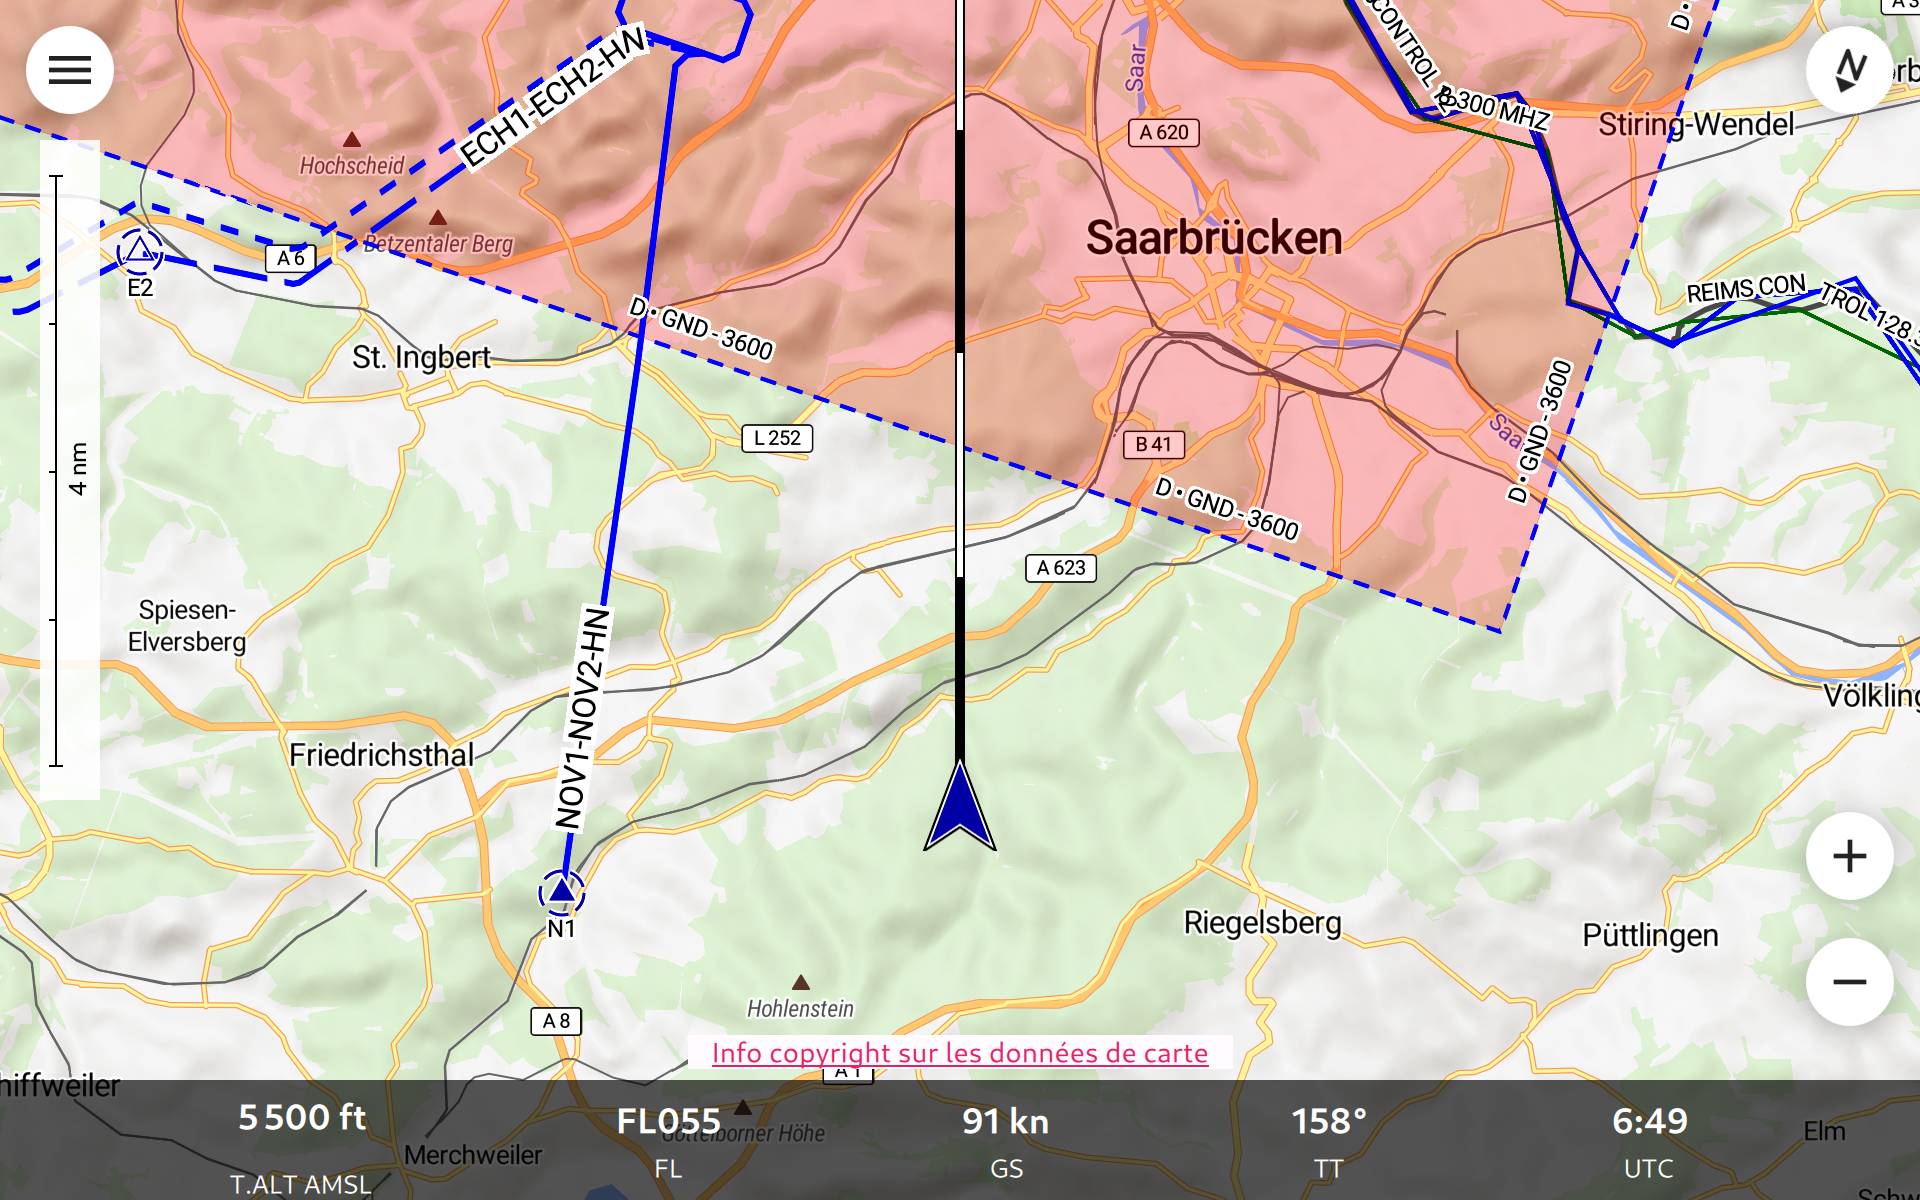 CONTROL
ECH1-ECH2-HN
Saar
300 MHZ
A 620
Stiring-Wendel
Hochscheid
Betzentaler Berg
Saarbrücken
A 6
E2
REIMS CON
TROL 128.
D • GND - 3600
St. Ingbert
L 252
B 41
Saar
D • GND - 3600
D • GND - 3600
4 nm
A 623
Spiesen-
Elversberg
NOV1-NOV2-HN
Völkling
Friedrichsthal
N1
Riegelsberg
Püttlingen
Hohlenstein
A 8
Info copyright sur les données de carte
A 1
hiffweiler
5 500 ft
T.ALT AMSL
FL055
FL
91 kn
GS
158°
TT
6:49
UTC
Göttelborner Höhe
Merchweiler
Elm
Schw